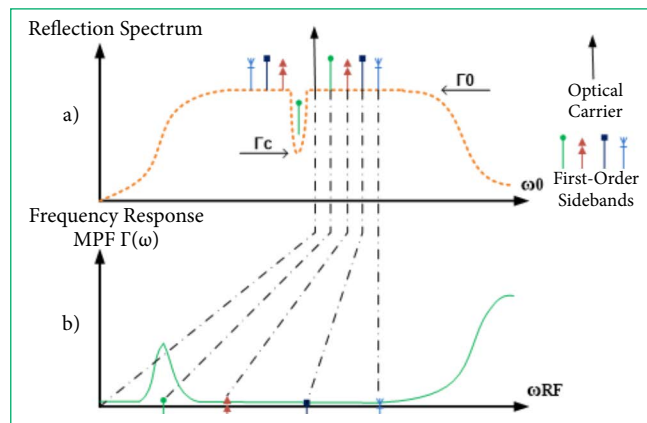 Reflection Spectrum
Γ0
a)
Γc
ω0
Optical
Carrier
First-Order
Sidebands
Frequency Response
MPF Γ(ω)
b)
ωRF